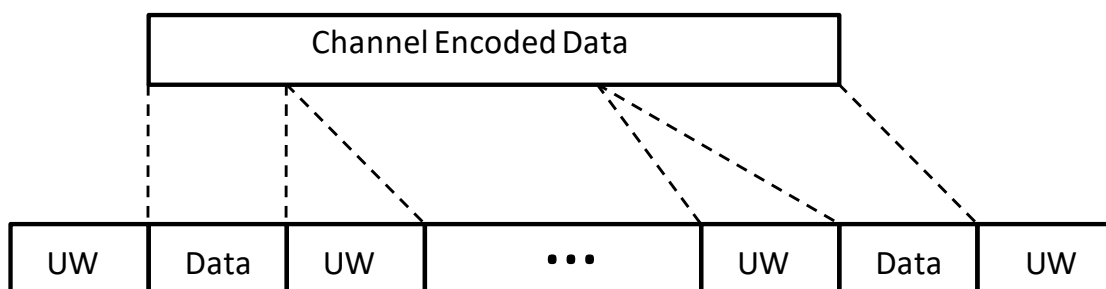 Channel Encoded Data
UW Data UW ••• UW Data UW